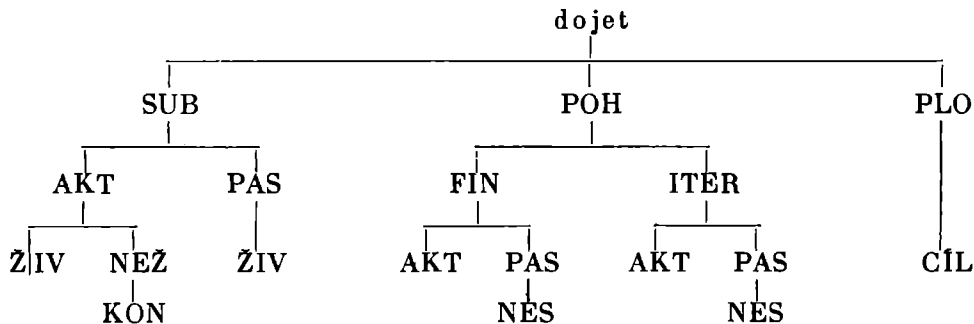 dojet
SUB POH PLO
AKT PAS FIN ITER
ŽIV NEŽ ŽIV AKT PAS AKT PAS CÍL
KON NES NES